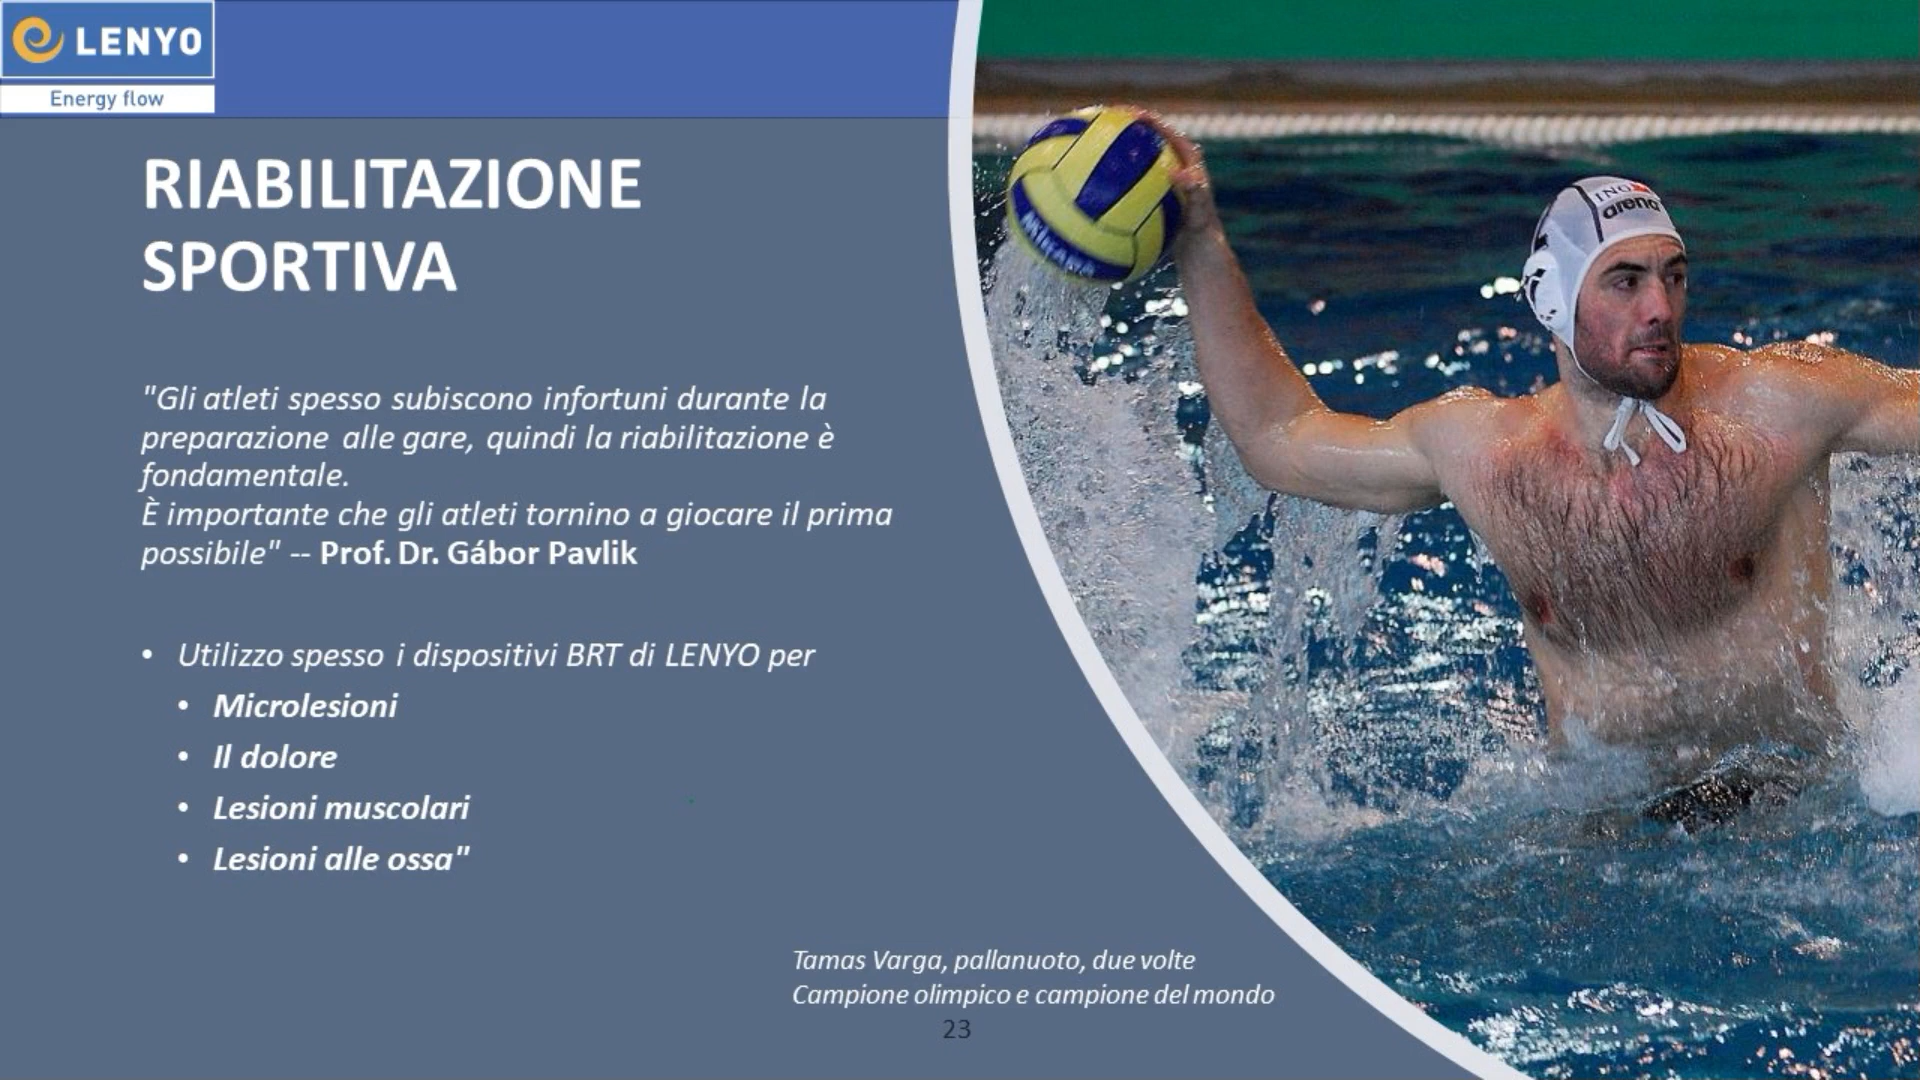 LENYO
Energy flow
RIABILITAZIONE
SPORTIVA
"Gli atleti spesso subiscono infortuni durante la
preparazione alle gare, quindi la riabilitazione è
fondamentale.
È importante che gli atleti tornino a giocare il prima
possibile" -- Prof. Dr. Gábor Pavlik
• Utilizzo spesso i dispositivi BRT di LENYO per
• Microlesioni
• Il dolore
• Lesioni muscolari
• Lesioni alle ossa"
Tamas Varga, pallanuoto, due volte
Campione olimpico e campione del mondo
23
ING
arena
Mikasa